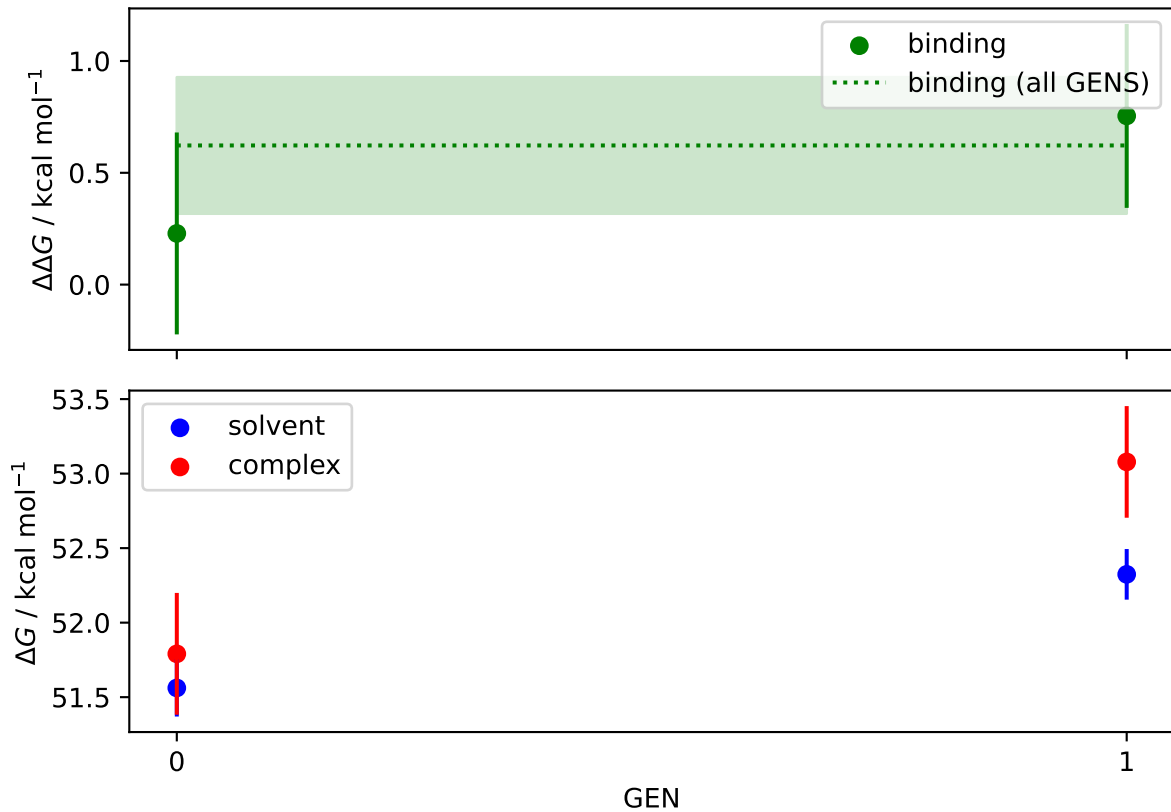 binding
binding (all GENS)
1.0
0.5
0.0
ΔΔG / kcal mol⁻¹
solvent
complex
53.5
53.0
52.5
52.0
51.5
ΔG / kcal mol⁻¹
0
1
GEN